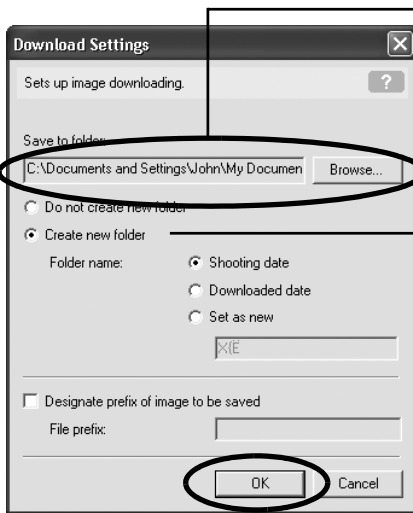 Download Settings
Sets up image downloading.
?
Save to folder:
C:\Documents and Settings\John\My Documen Browse...
Do not create new folder
Create new folder
Folder name: Shooting date
Downloaded date
Set as new
X(Ë
Designate prefix of image to be saved
File prefix:
OK Cancel